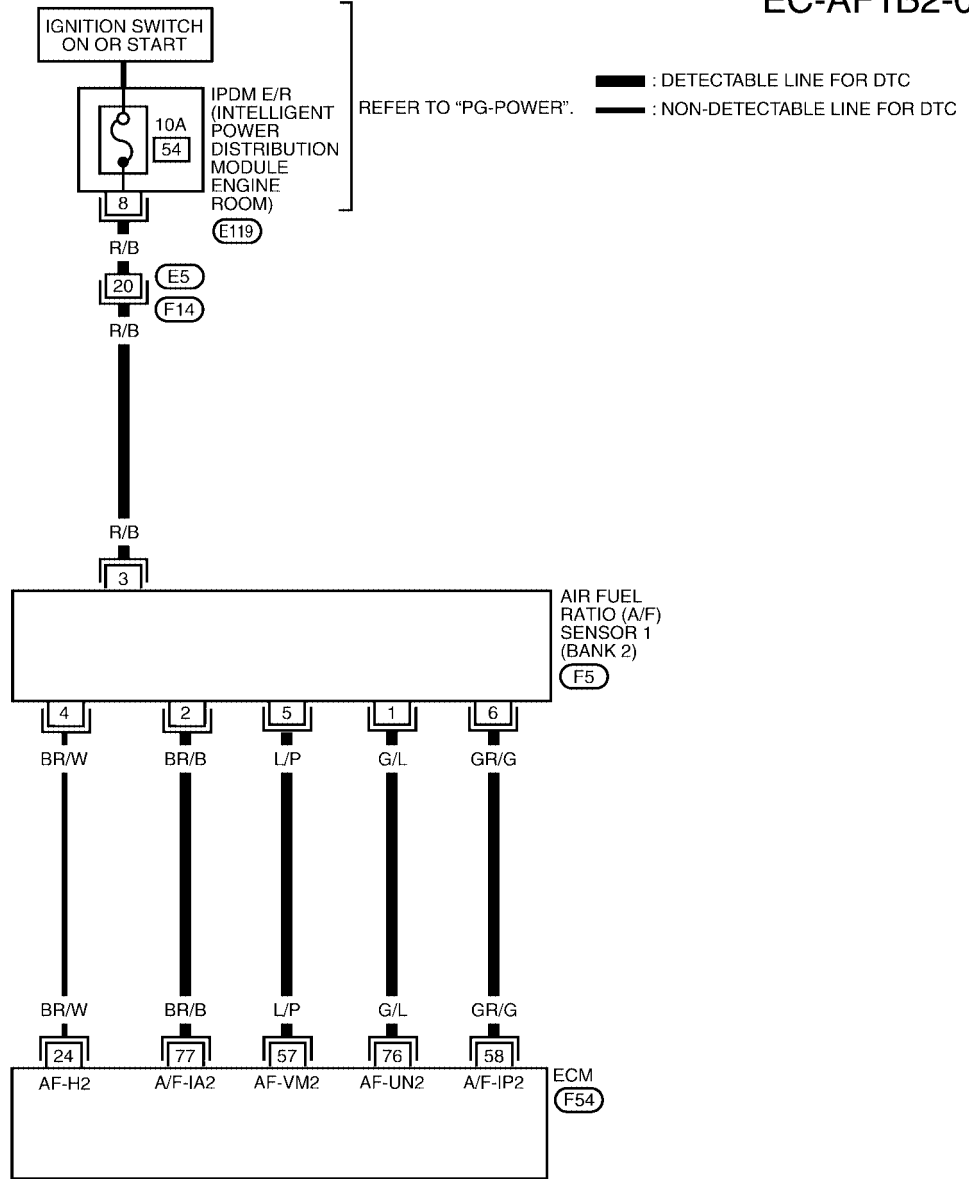 EC-AF1B2-0
IGNITION SWITCH
ON OR START
IPDM E/R
(INTELLIGENT
POWER
DISTRIBUTION
MODULE
ENGINE
ROOM)
E119
10A
54
8
REFER TO "PG-POWER".
: DETECTABLE LINE FOR DTC
: NON-DETECTABLE LINE FOR DTC
R/B
20
E5
F14
R/B
R/B
3
AIR FUEL
RATIO (A/F)
SENSOR 1
(BANK 2)
F5
4 2 5 1 6
BR/W BR/B L/P G/L GR/G
BR/W BR/B L/P G/L GR/G
24 77 57 76 58
AF-H2 A/F-IA2 AF-VM2 AF-UN2 A/F-IP2
ECM
F54